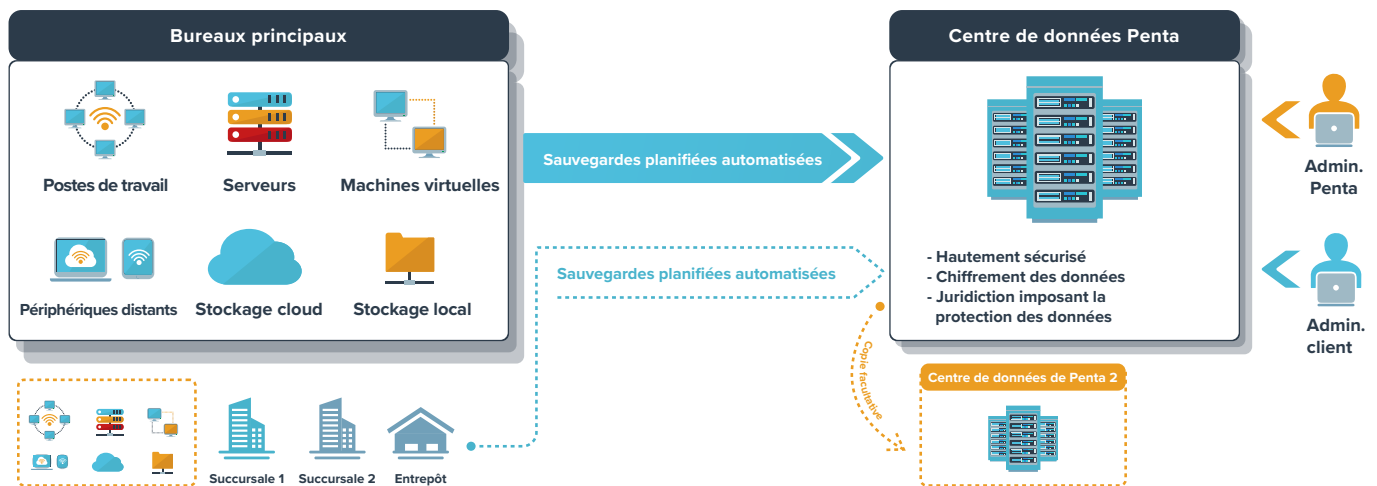 Bureaux principaux
Postes de travail
Serveurs
Machines virtuelles
Périphériques distants
Stockage cloud
Stockage local
Sauvegardes planifiées automatisées
Sauvegardes planifiées automatisées
Centre de données Penta
- Hautement sécurisé
- Chiffrement des données
- Juridiction imposant la
protection des données
Admin.
Penta
Admin.
client
Copie facultative
Centre de données de Penta 2
Succursale 1
Succursale 2
Entrepôt